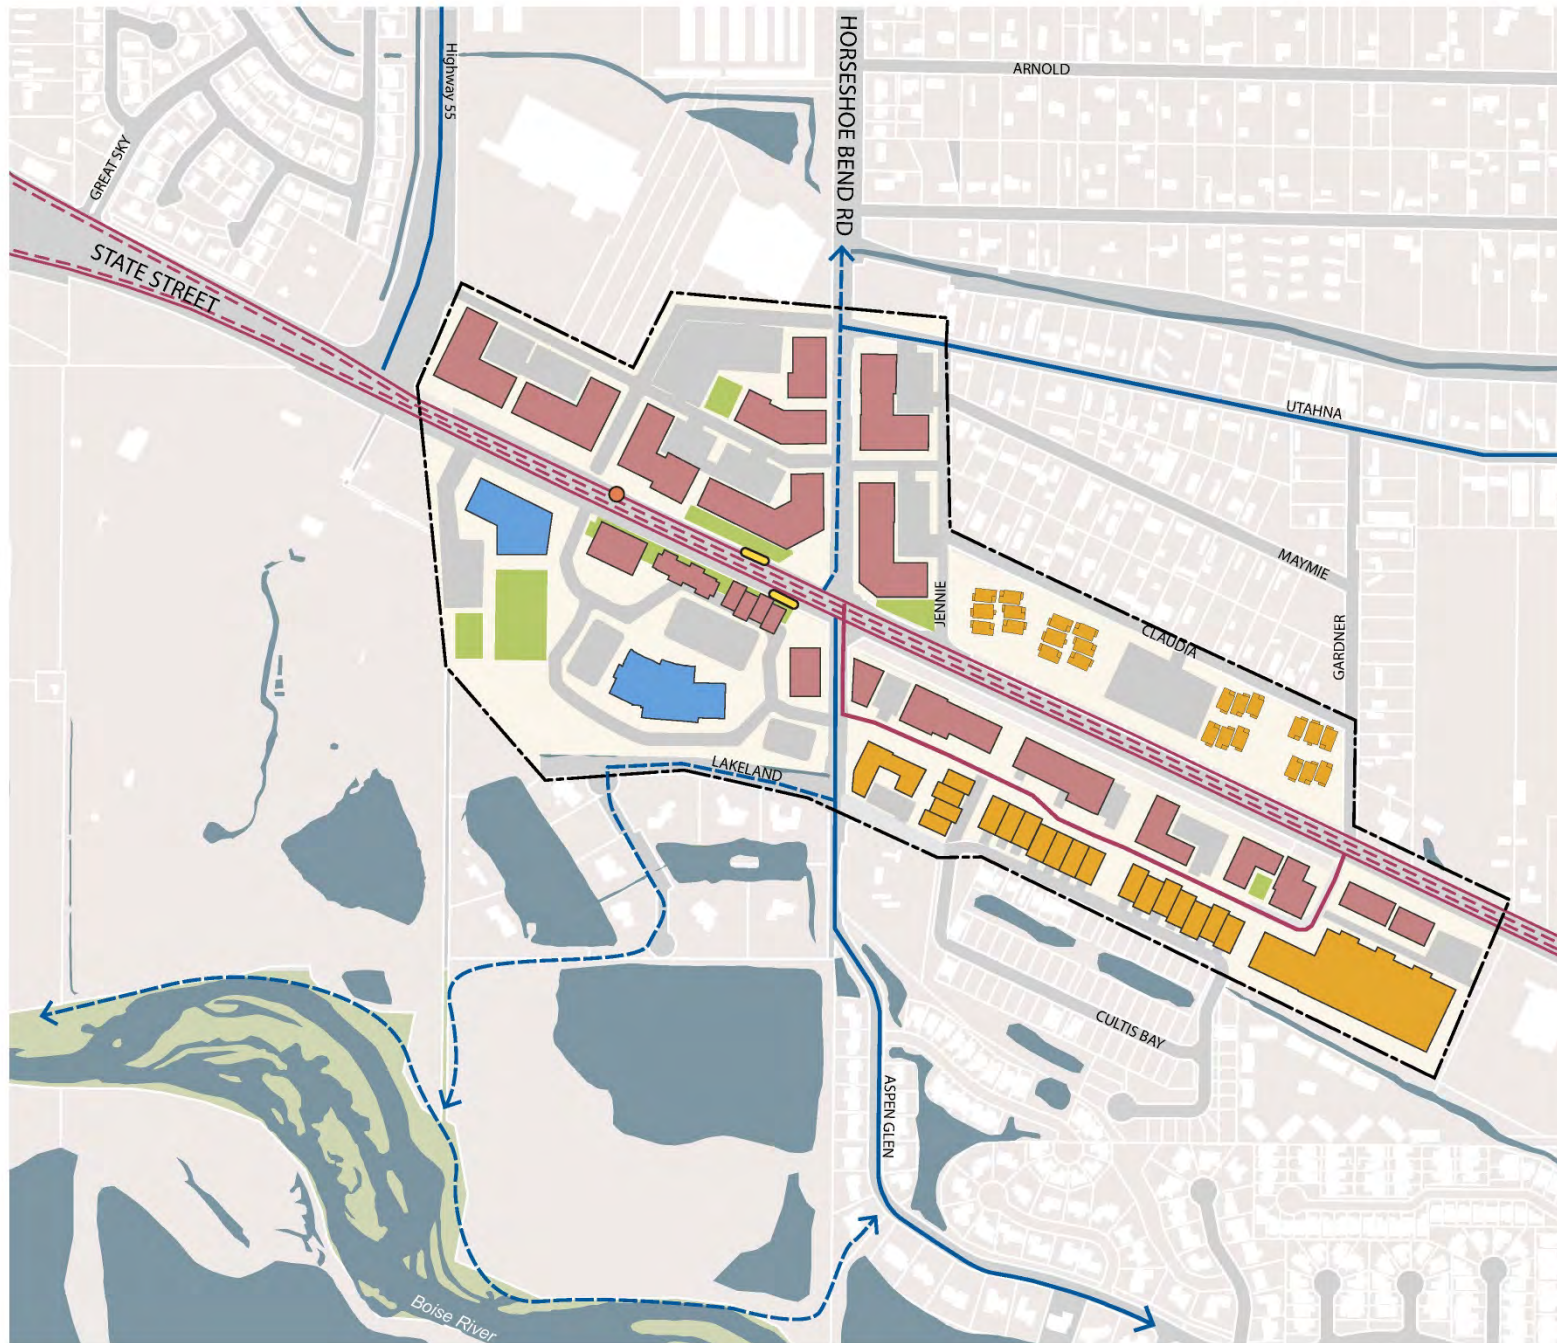 HORSESHOE BEND RD
Highway 55
ARNOLD
GREAT SKY
STATE STREET
UTAHNA
MAYMIE
JENNIE
CLAUDIA
GARDNER
LAKELAND
CULTIS BAY
ASPEN GLEN
Boise River